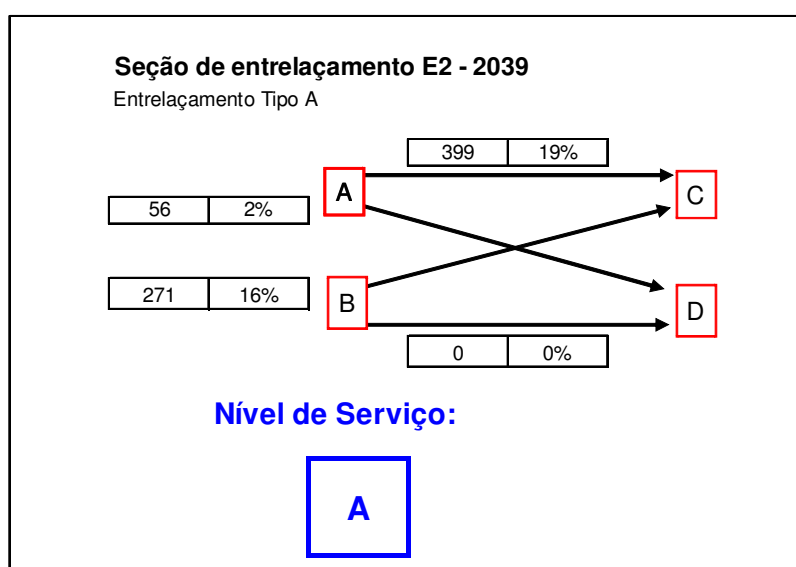 Seção de entrelaçamento E2 - 2039
Entrelaçamento Tipo A
399 19%
A
C
56 2%
271 16%
B
D
0 0%
Nível de Serviço:
A